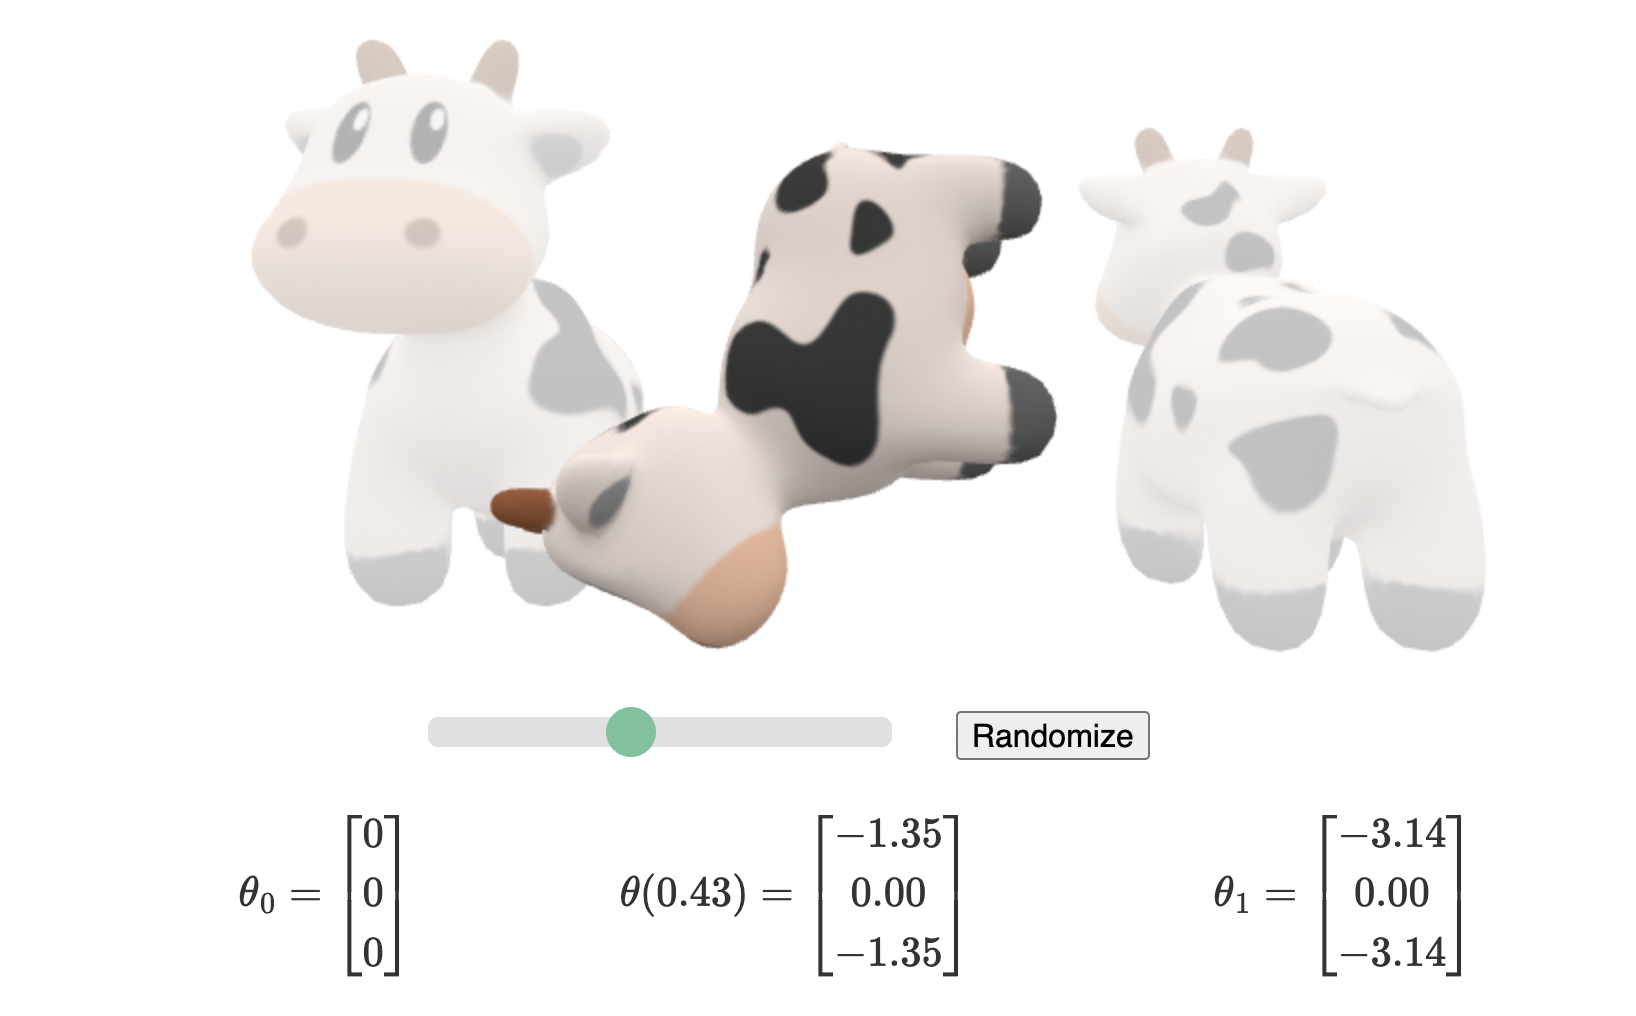 Randomize
θ₀ = [0 0 0]
θ(0.43) = [−1.35 0.00 −1.35]
θ₁ = [−3.14 0.00 −3.14]